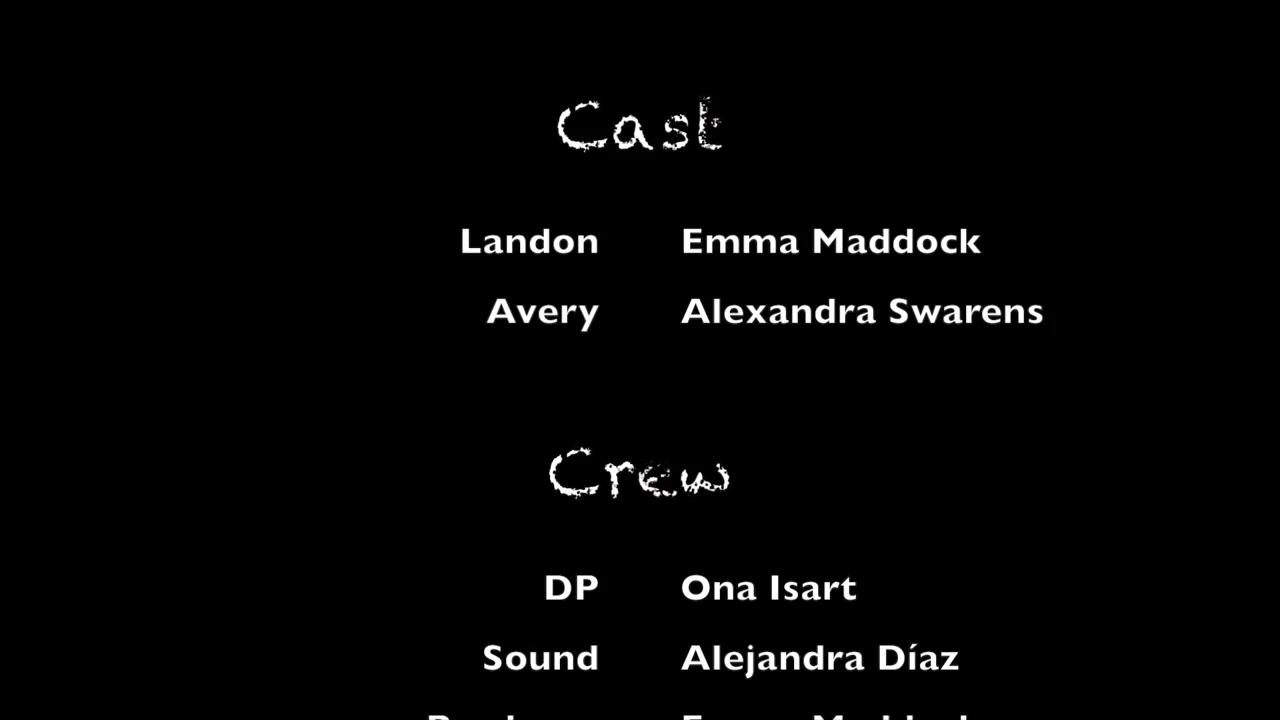 Cast
Landon Emma Maddock
Avery Alexandra Swarens
Crew
DP Ona Isart
Sound Alejandra Díaz